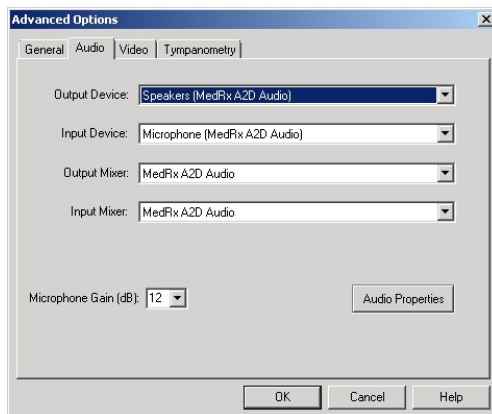 Advanced Options
General Audio Video Tympanometry
Output Device: Speakers (MedRx A2D Audio)
Input Device: Microphone (MedRx A2D Audio)
Output Mixer: MedRx A2D Audio
Input Mixer: MedRx A2D Audio
Microphone Gain (dB): 12 Audio Properties
OK Cancel Help